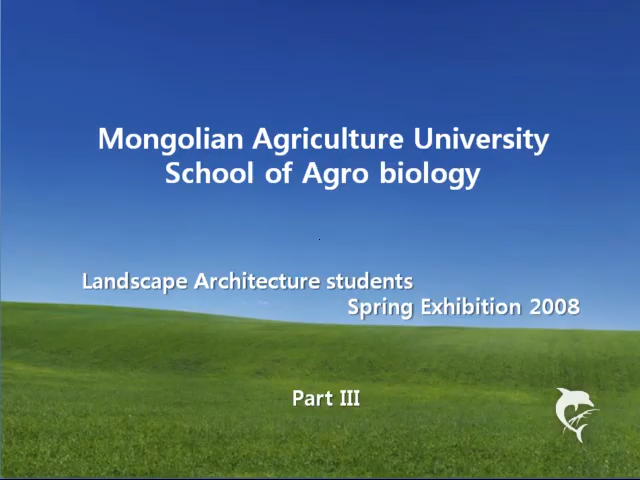 Mongolian Agriculture University
School of Agro biology
Landscape Architecture students
Spring Exhibition 2008
Part III